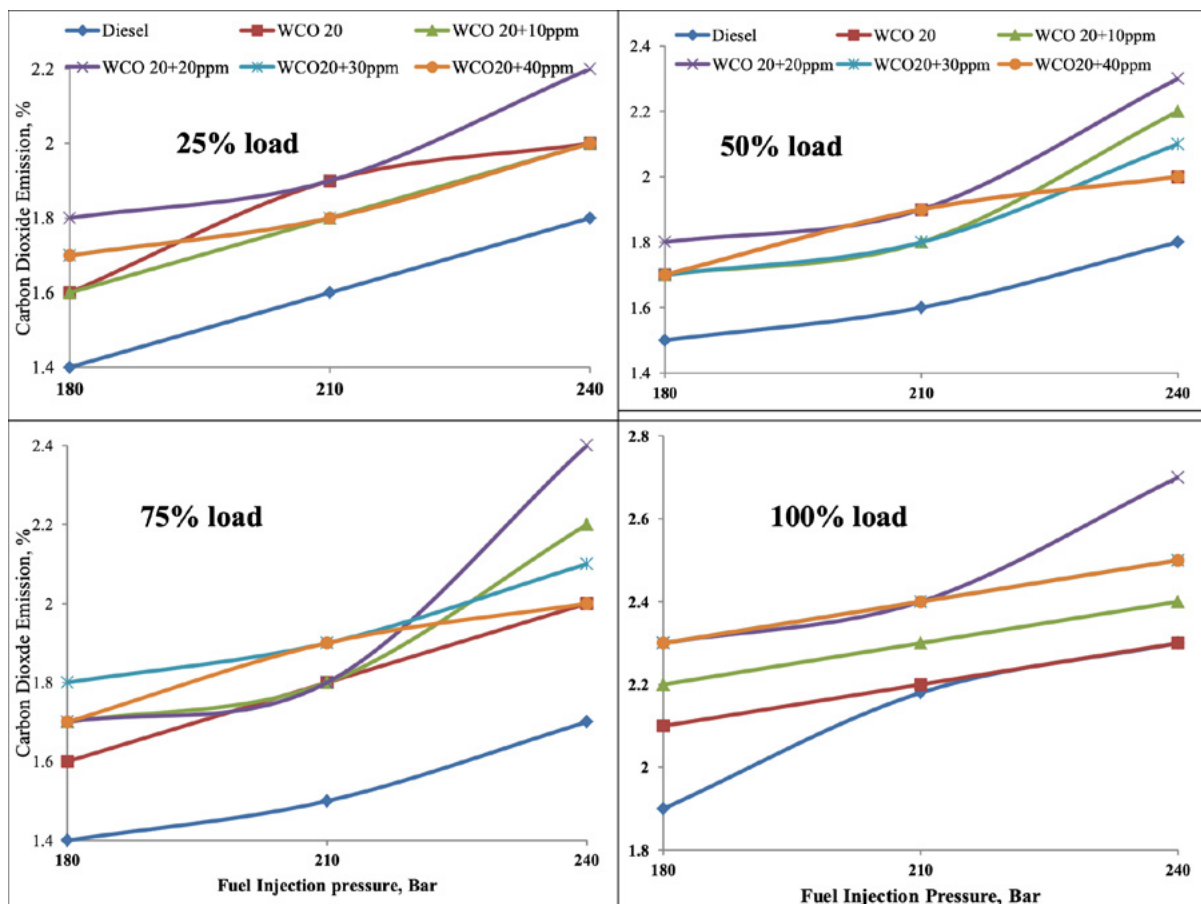 Diesel WCO 20 WCO 20+10ppm
WCO 20+20ppm WCO20+30ppm WCO20+40ppm
25% load
Carbon Dioxide Emission, %
2.2
2
1.8
1.6
1.4
180 210 240
2.4
Diesel WCO 20 WCO 20+10ppm
WCO 20+20ppm WCO20+30ppm WCO20+40ppm
2.2
50% load
2
1.8
1.6
1.4
180 210 240
2.4
75% load
2.2
2
1.8
1.6
1.4
Carbon Dioxde Emission, %
180 210 240
Fuel Injection pressure, Bar
2.8
100% load
2.6
2.4
2.2
2
1.8
180 210 240
Fuel Injection Pressure, Bar